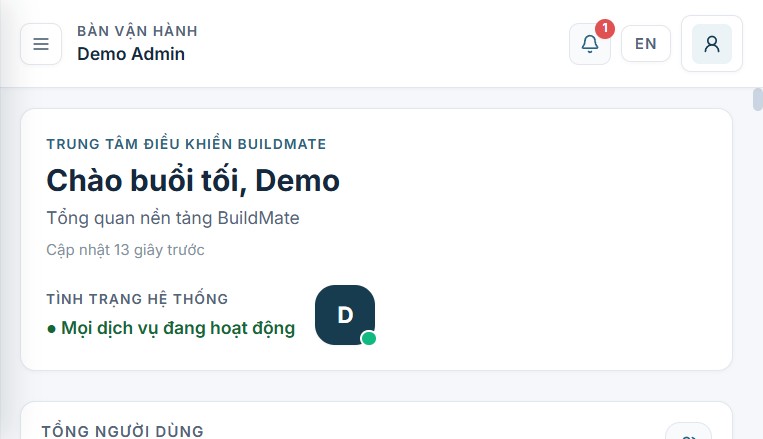 BÀN VẬN HÀNH
Demo Admin
1
EN
TRUNG TÂM ĐIỀU KHIỂN BUILDMATE
Chào buổi tối, Demo
Tổng quan nền tảng BuildMate
Cập nhật 13 giây trước
TÌNH TRẠNG HỆ THỐNG
● Mọi dịch vụ đang hoạt động
D
TỔNG NGƯỜI DÙNG